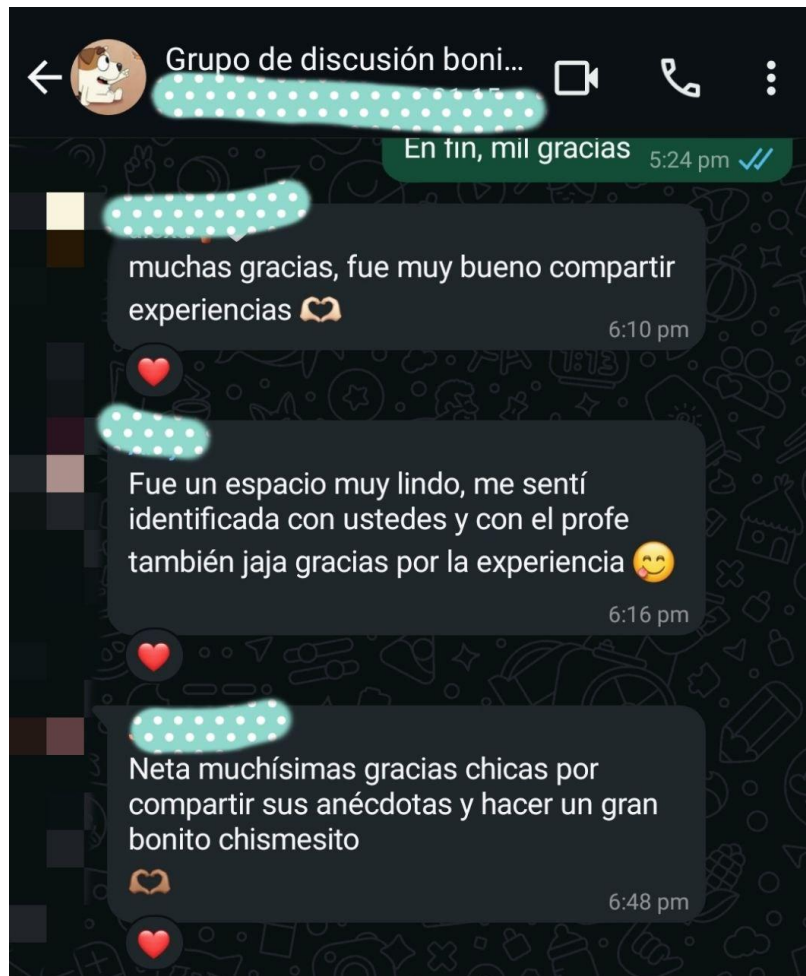 Grupo de discusión boni...
En fin, mil gracias
5:24 pm
muchas gracias, fue muy bueno compartir
experiencias 🫶🏻
6:10 pm
❤️
Fue un espacio muy lindo, me sentí
identificada con ustedes y con el profe
también jaja gracias por la experiencia 😋
6:16 pm
❤️
Neta muchísimas gracias chicas por
compartir sus anécdotas y hacer un gran
bonito chismesito
🫶🏽
6:48 pm
❤️